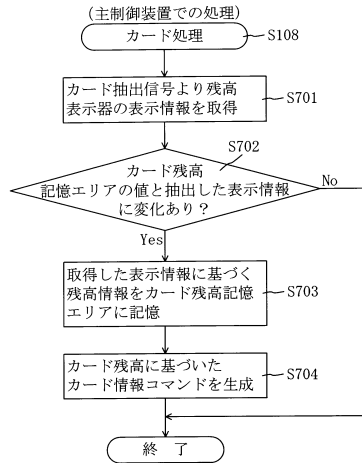 (主制御装置での処理)
カード処理
S108
カード抽出信号より残高
表示器の表示情報を取得
S701
S702
カード残高
記憶エリアの値と抽出した表示情報
に変化あり?
No
Yes
取得した表示情報に基づく
残高情報をカード残高記憶
エリアに記憶
S703
カード残高に基づいた
カード情報コマンドを生成
S704
終 了